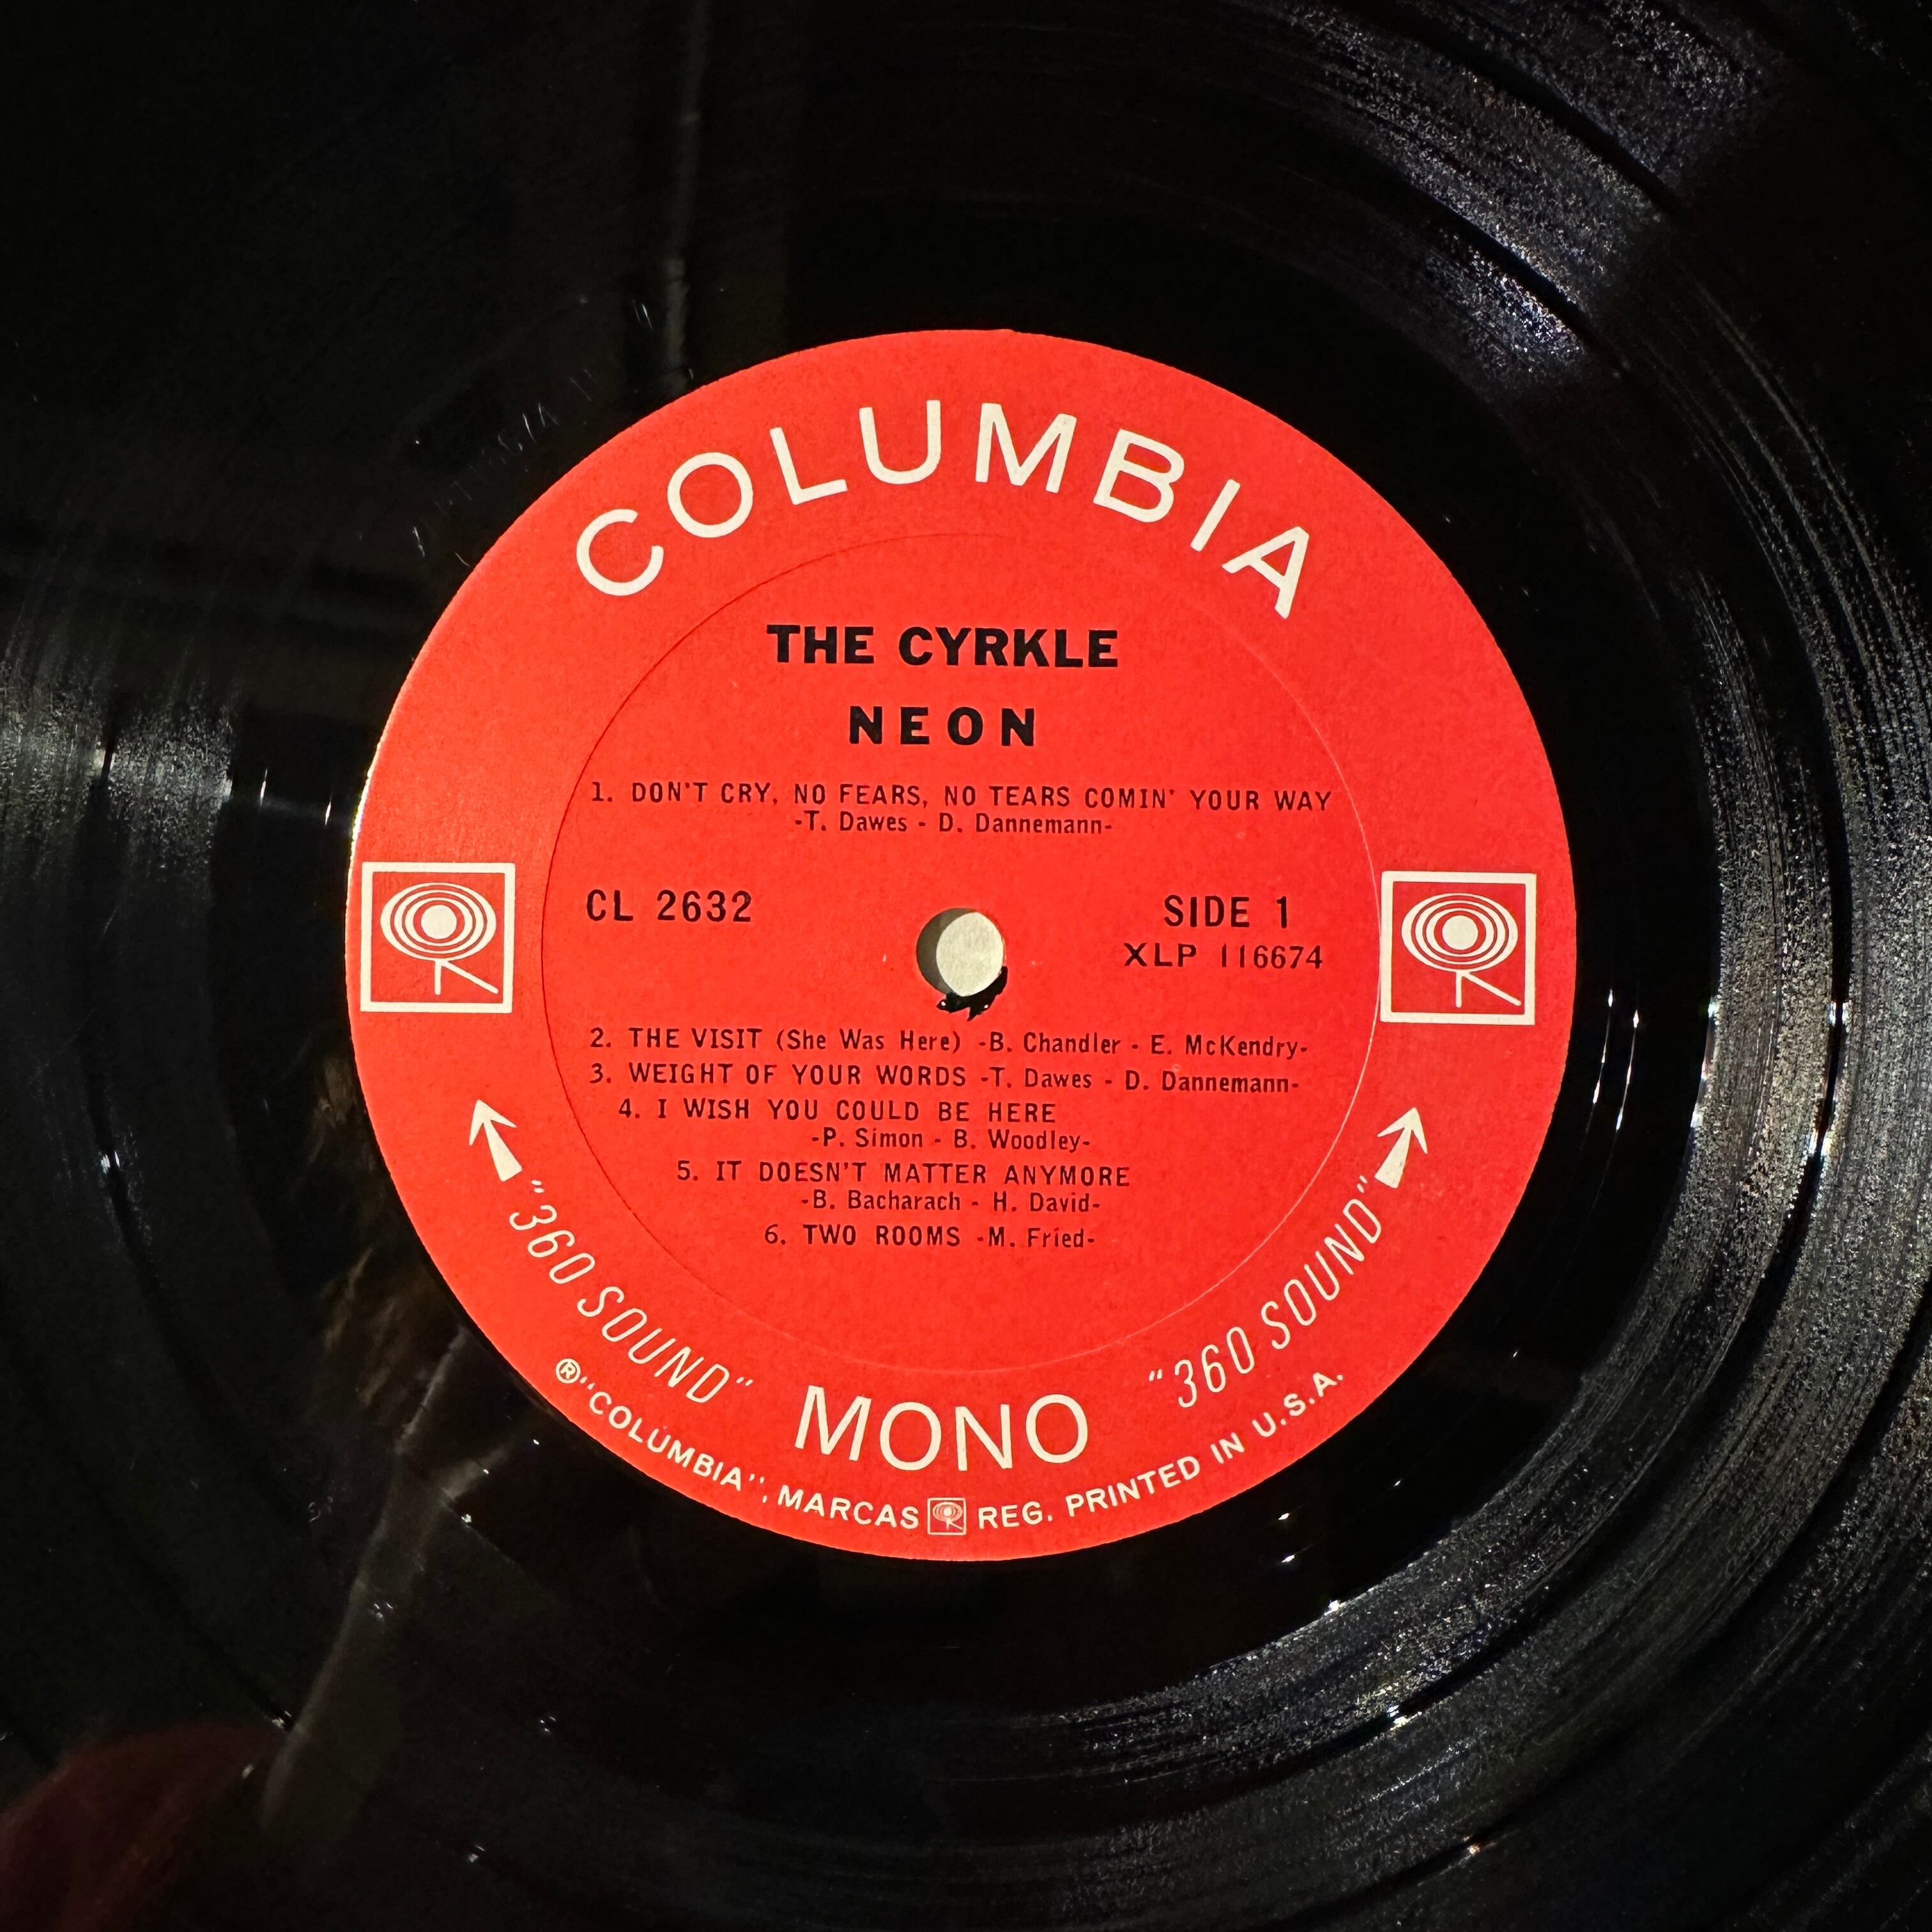 COLUMBIA
THE CYRKLE
NEON
1. DON'T CRY, NO FEARS, NO TEARS COMIN' YOUR WAY
-T. Dawes - D. Dannemann-
CL 2632
SIDE 1
XLP 116674
2. THE VISIT (She Was Here) -B. Chandler - E. McKendry-
3. WEIGHT OF YOUR WORDS -T. Dawes - D. Dannemann-
4. I WISH YOU COULD BE HERE
-P. Simon - B. Woodley-
5. IT DOESN'T MATTER ANYMORE
-B. Bacharach - H. David-
6. TWO ROOMS -M. Fried-
"360 SOUND"
MONO
"360 SOUND"
®"COLUMBIA", MARCAS REG. PRINTED IN U.S.A.